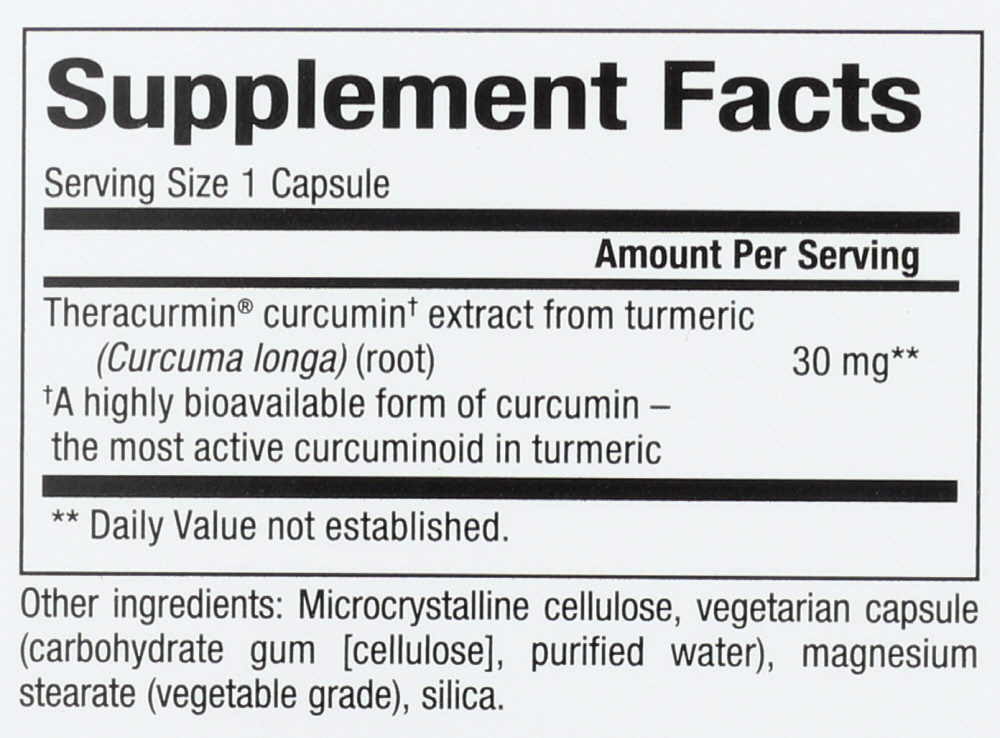 Supplement Facts
Serving Size 1 Capsule
Amount Per Serving
Theracurmin® curcumin† extract from turmeric
(Curcuma longa) (root) 30 mg**
†A highly bioavailable form of curcumin –
the most active curcuminoid in turmeric
** Daily Value not established.
Other ingredients: Microcrystalline cellulose, vegetarian capsule
(carbohydrate gum [cellulose], purified water), magnesium
stearate (vegetable grade), silica.